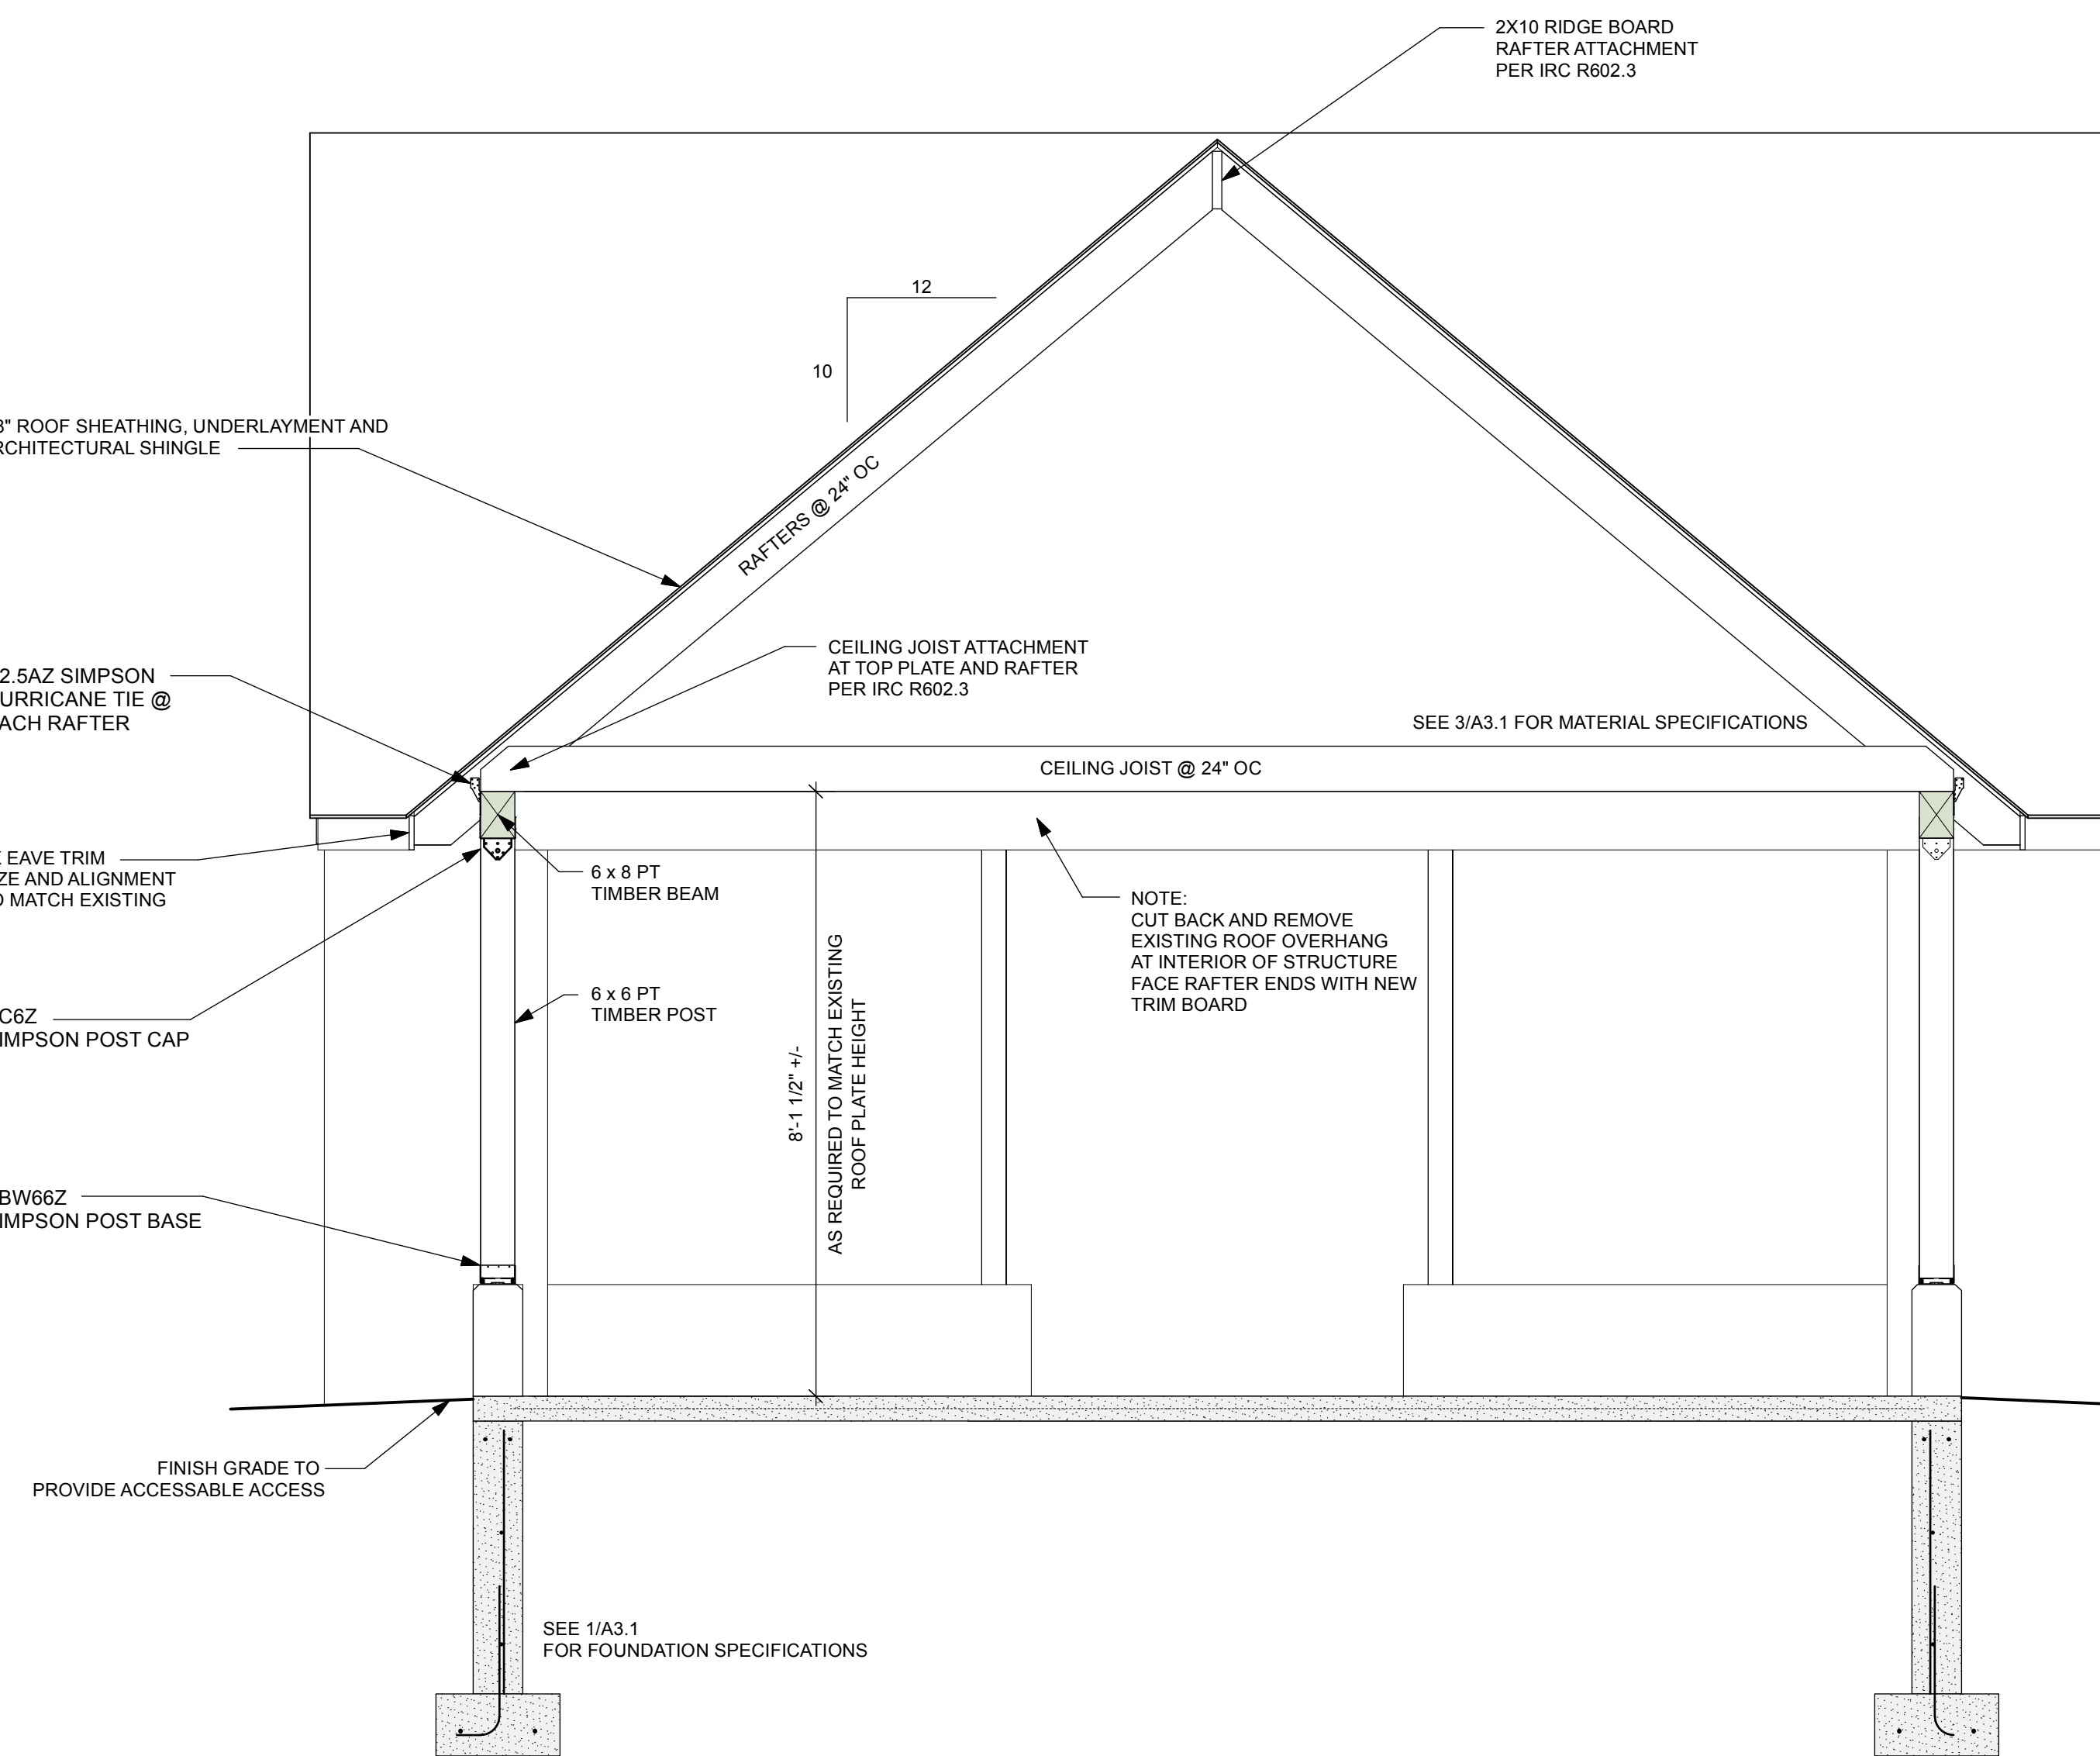 2X10 RIDGE BOARD
RAFTER ATTACHMENT
PER IRC R602.3
12
10
" ROOF SHEATHING, UNDERLAYMENT AND
RCHITECTURAL SHINGLE
RAFTERS @ 24" OC
CEILING JOIST ATTACHMENT
AT TOP PLATE AND RAFTER
PER IRC R602.3
2.5AZ SIMPSON
URRICANE TIE @
ACH RAFTER
SEE 3/A3.1 FOR MATERIAL SPECIFICATIONS
CEILING JOIST @ 24" OC
EAVE TRIM
ZE AND ALIGNMENT
MATCH EXISTING
6 x 8 PT
TIMBER BEAM
NOTE:
CUT BACK AND REMOVE
EXISTING ROOF OVERHANG
AT INTERIOR OF STRUCTURE
FACE RAFTER ENDS WITH NEW
TRIM BOARD
6 x 6 PT
TIMBER POST
C6Z
IMPSON POST CAP
8'-1 1/2" +/-
AS REQUIRED TO MATCH EXISTING
ROOF PLATE HEIGHT
BW66Z
IMPSON POST BASE
FINISH GRADE TO
PROVIDE ACCESSABLE ACCESS
SEE 1/A3.1
FOR FOUNDATION SPECIFICATIONS